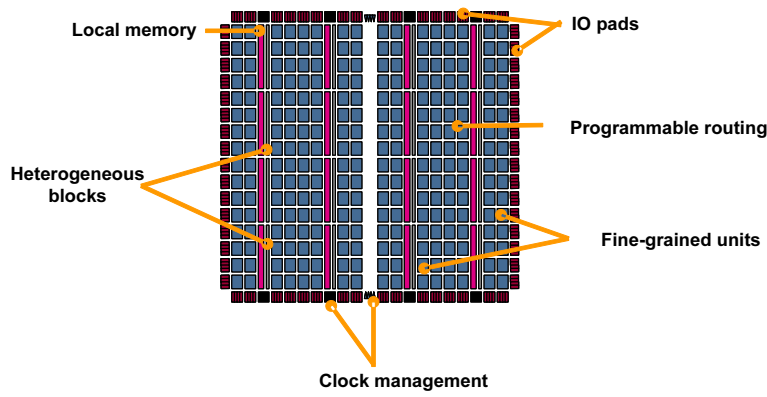 Local memory
IO pads
Programmable routing
Heterogeneous
blocks
Fine-grained units
Clock management